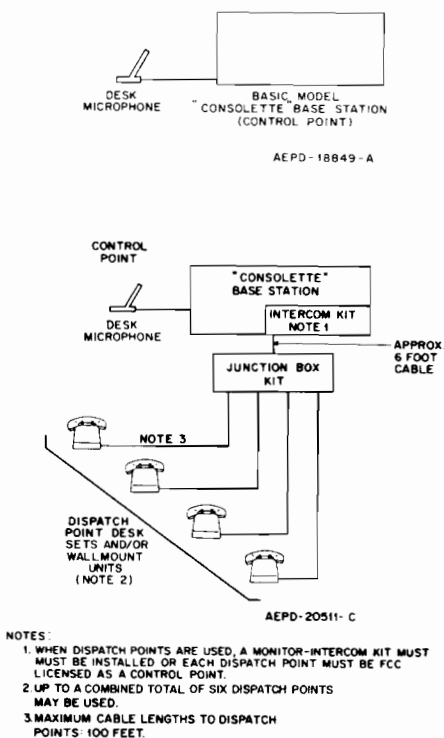 DESK
MICROPHONE
BASIC MODEL
"CONSOLETTE" BASE STATION
(CONTROL POINT)
AEPD-18849-A
CONTROL
POINT
"CONSOLETTE"
BASE STATION
INTERCOM KIT
NOTE 1
DESK
MICROPHONE
APPROX.
6 FOOT
CABLE
JUNCTION BOX
KIT
NOTE 3
DISPATCH
POINT DESK
SETS AND/OR
WALLMOUNT
UNITS
(NOTE 2)
AEPD-20511-C
NOTES:
1. WHEN DISPATCH POINTS ARE USED, A MONITOR-INTERCOM KIT MUST
MUST BE INSTALLED OR EACH DISPATCH POINT MUST BE FCC
LICENSED AS A CONTROL POINT.
2. UP TO A COMBINED TOTAL OF SIX DISPATCH POINTS
MAY BE USED.
3. MAXIMUM CABLE LENGTHS TO DISPATCH
POINTS: 100 FEET.